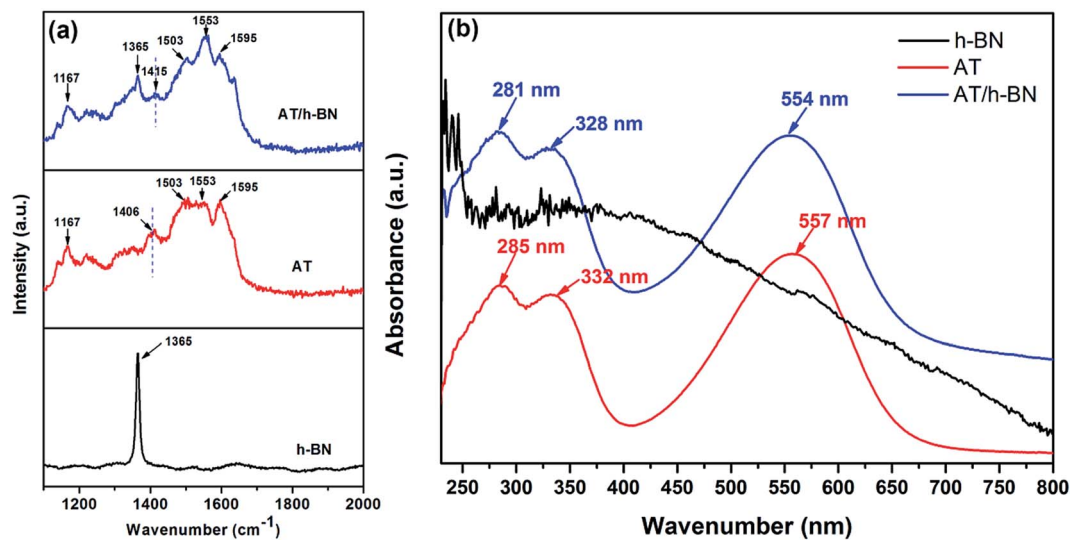 (a)
1167
1365
1415
1503
1553
1595
AT/h-BN
1167
1406
1503
1553
1595
AT
1365
h-BN
Intensity (a.u.)
1200 1400 1600 1800 2000
Wavenumber (cm⁻¹)
(b)
h-BN
AT
AT/h-BN
281 nm
328 nm
554 nm
285 nm
332 nm
557 nm
Absorbance (a.u.)
250 300 350 400 450 500 550 600 650 700 750 800
Wavenumber (nm)